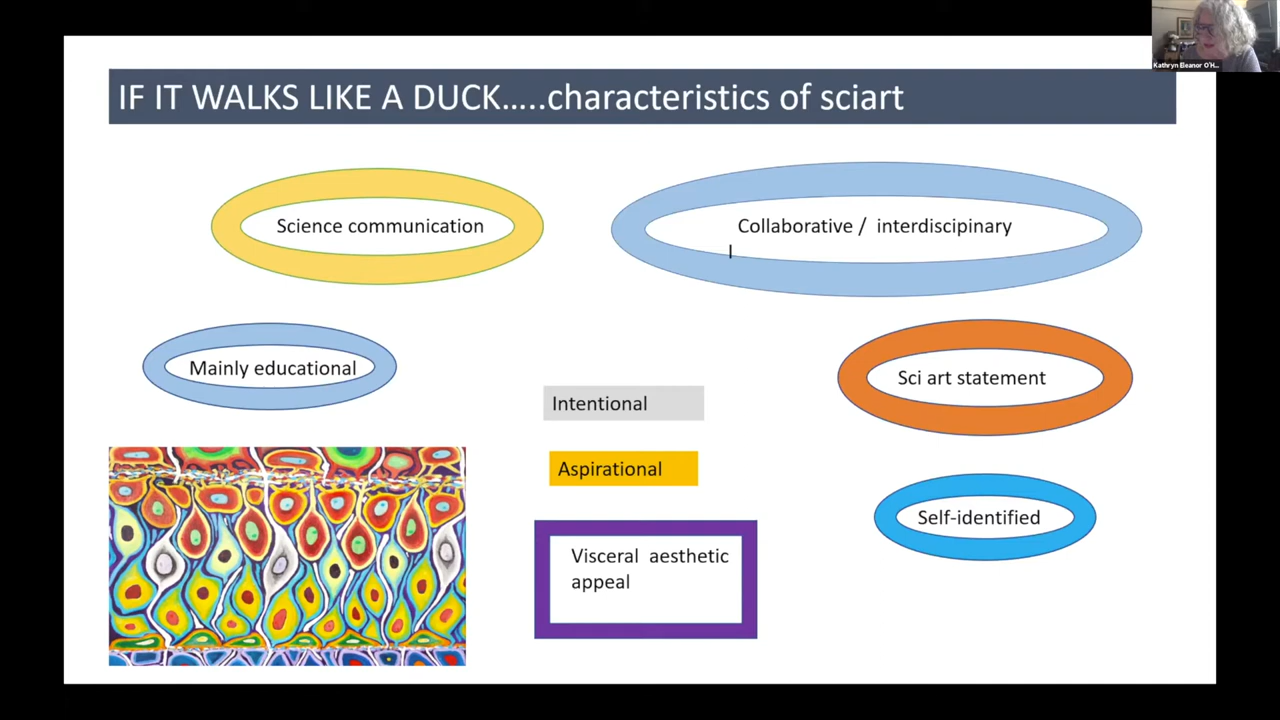 Kathryn Eleanor O'H...
IF IT WALKS LIKE A DUCK.....characteristics of sciart
Science communication
Collaborative / interdiscipinary
Mainly educational
Sci art statement
Intentional
Aspirational
Self-identified
Visceral aesthetic
appeal